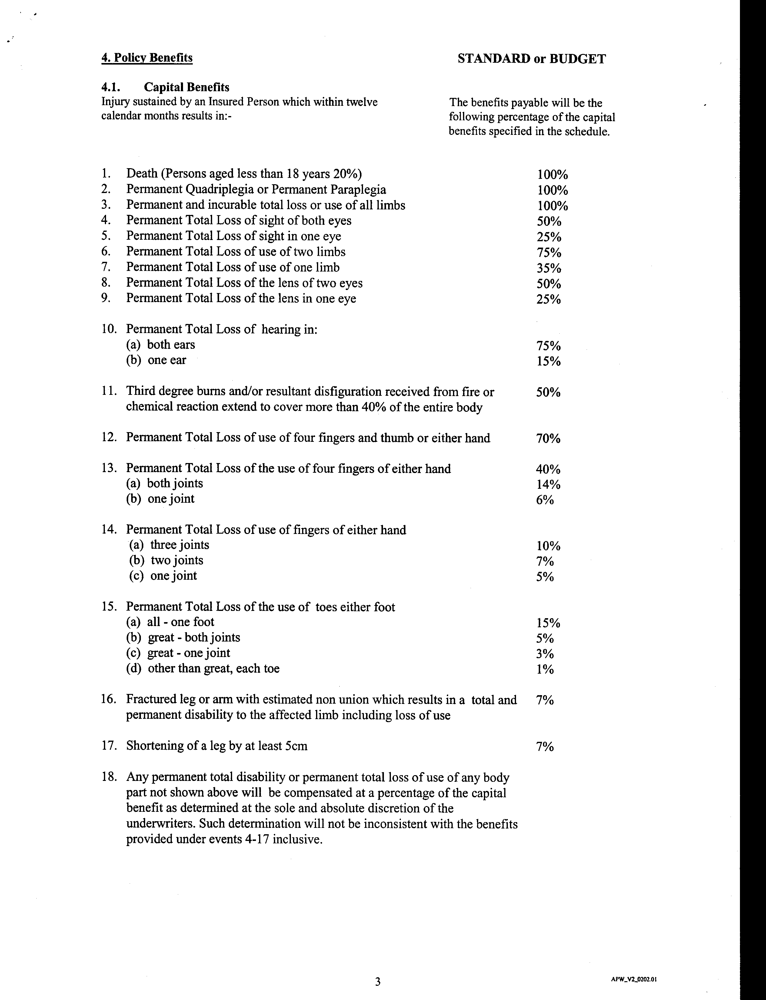 4. Policy Benefits STANDARD or BUDGET
4.1. Capital Benefits
Injury sustained by an Insured Person which within twelve The benefits payable will be the
calendar months results in:- following percentage of the capital
benefits specified in the schedule.
1. Death (Persons aged less than 18 years 20%) 100%
2. Permanent Quadriplegia or Permanent Paraplegia 100%
3. Permanent and incurable total loss or use of all limbs 100%
4. Permanent Total Loss of sight of both eyes 50%
5. Permanent Total Loss of sight in one eye 25%
6. Permanent Total Loss of use of two limbs 75%
7. Permanent Total Loss of use of one limb 35%
8. Permanent Total Loss of the lens of two eyes 50%
9. Permanent Total Loss of the lens in one eye 25%
10. Permanent Total Loss of hearing in:
(a) both ears 75%
(b) one ear 15%
11. Third degree burns and/or resultant disfiguration received from fire or 50%
chemical reaction extend to cover more than 40% of the entire body
12. Permanent Total Loss of use of four fingers and thumb or either hand 70%
13. Permanent Total Loss of the use of four fingers of either hand 40%
(a) both joints 14%
(b) one joint 6%
14. Permanent Total Loss of use of fingers of either hand
(a) three joints 10%
(b) two joints 7%
(c) one joint 5%
15. Permanent Total Loss of the use of toes either foot
(a) all - one foot 15%
(b) great - both joints 5%
(c) great - one joint 3%
(d) other than great, each toe 1%
16. Fractured leg or arm with estimated non union which results in a total and 7%
permanent disability to the affected limb including loss of use
17. Shortening of a leg by at least 5cm 7%
18. Any permanent total disability or permanent total loss of use of any body
part not shown above will be compensated at a percentage of the capital
benefit as determined at the sole and absolute discretion of the
underwriters. Such determination will not be inconsistent with the benefits
provided under events 4-17 inclusive.
3 APW_V2_0202.01